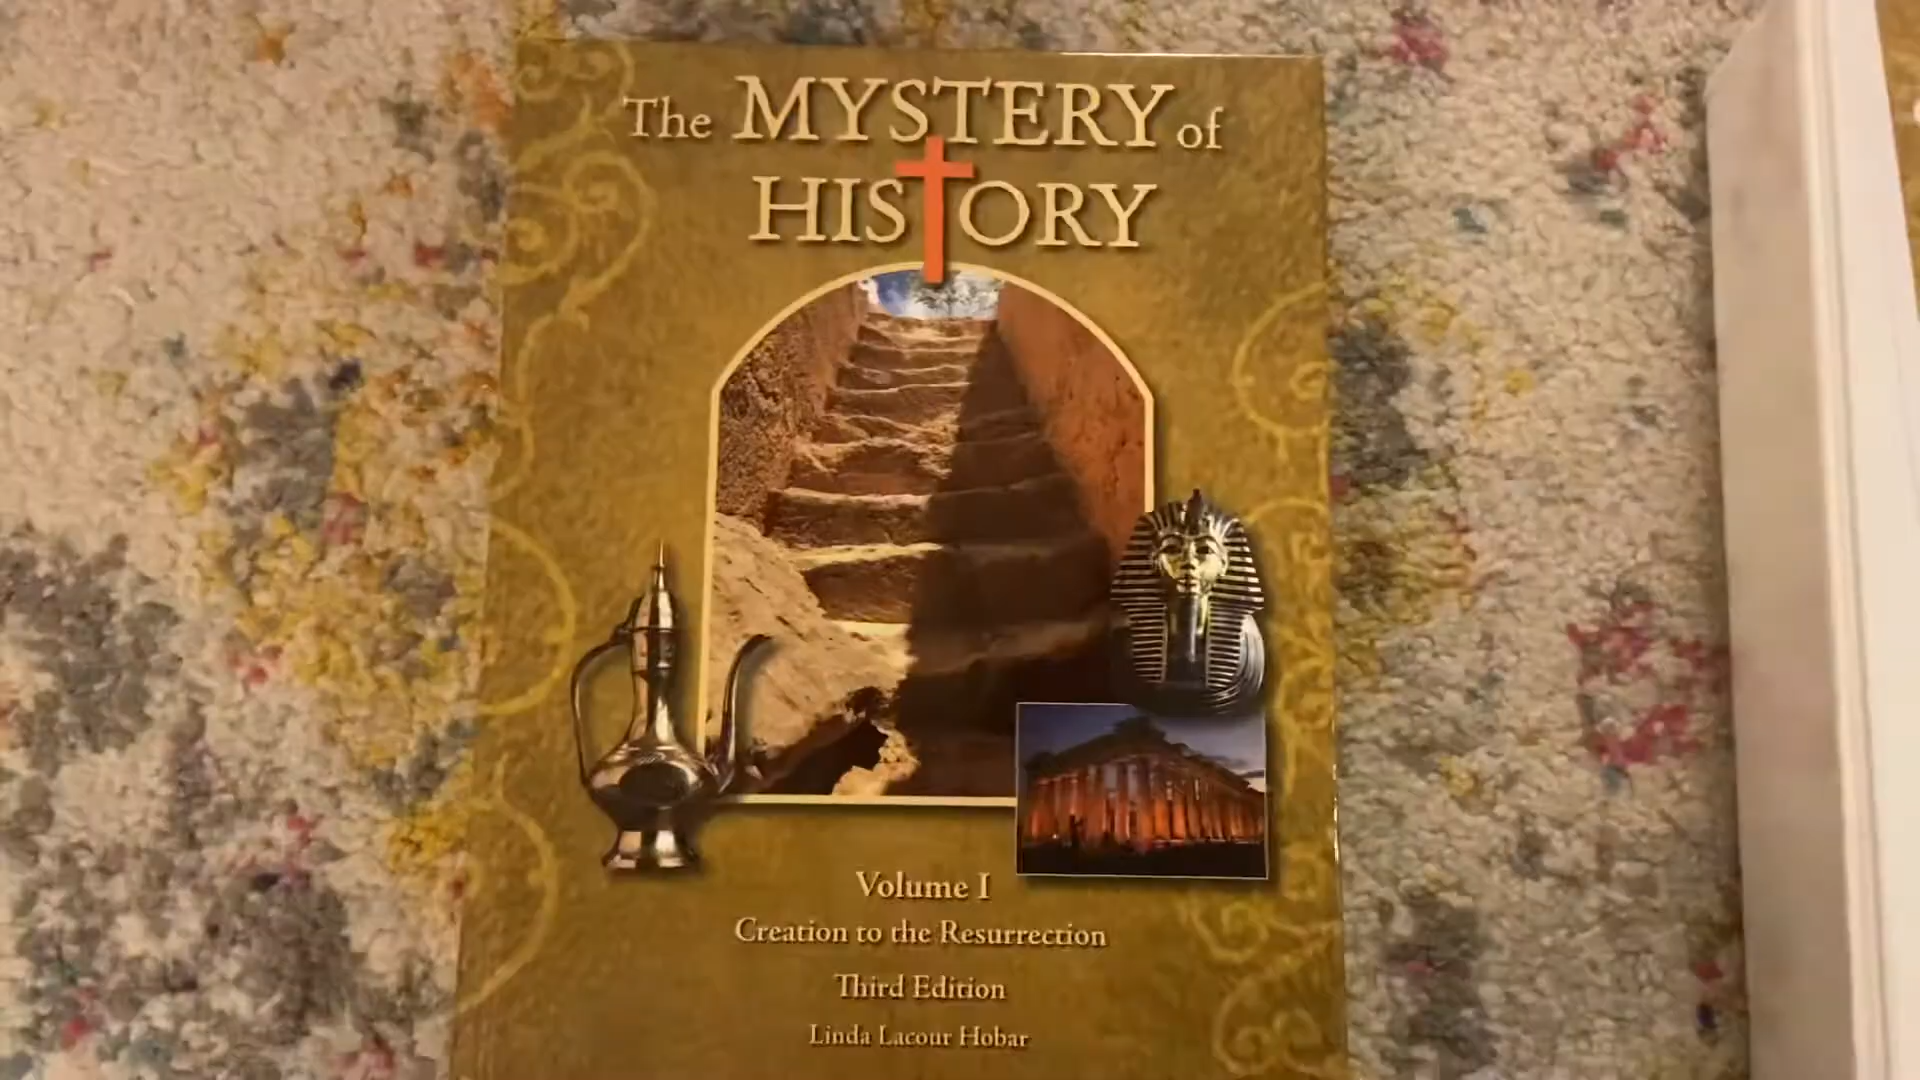 The MYSTERY of
HISTORY
Volume I
Creation to the Resurrection
Third Edition
Linda Lacour Hobar